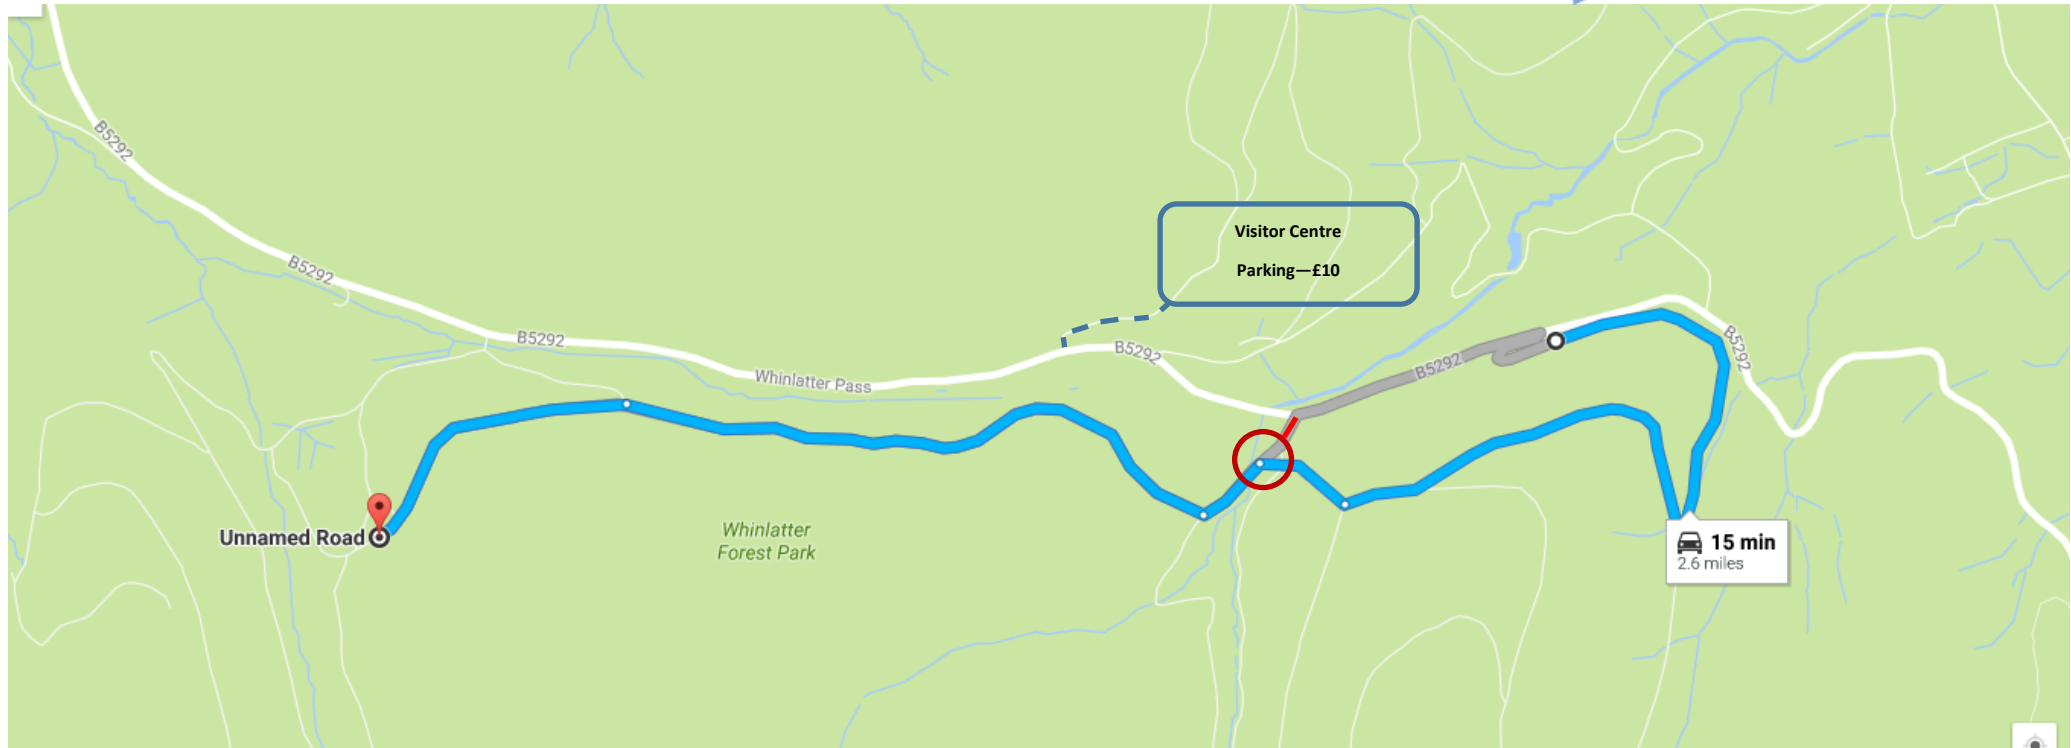 B5292
B5292
B5292
Whinlatter Pass
B5292
Visitor Centre
Parking—£10
B5292
B5292
Unnamed Road
Whinlatter
Forest Park
15 min
2.6 miles